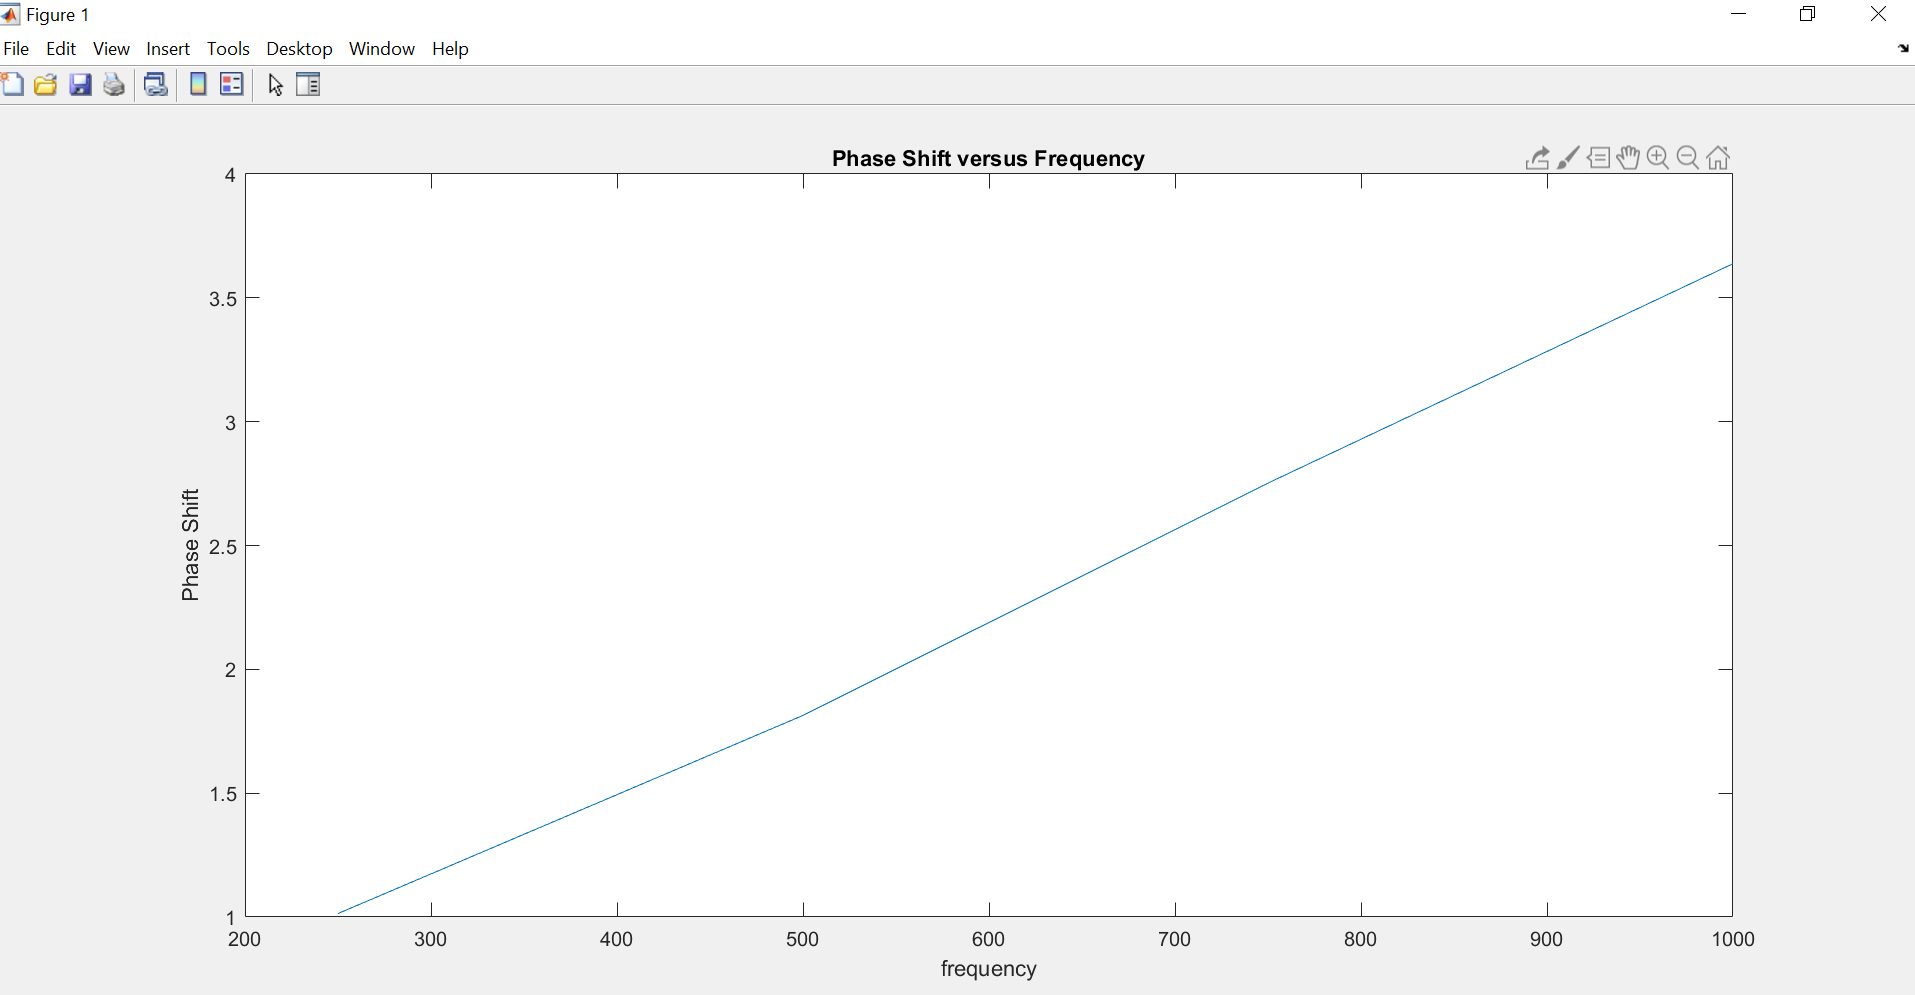 Figure 1
File Edit View Insert Tools Desktop Window Help
Phase Shift versus Frequency
4
3.5
3
2.5
2
1.5
1
Phase Shift
200 300 400 500 600 700 800 900 1000
frequency